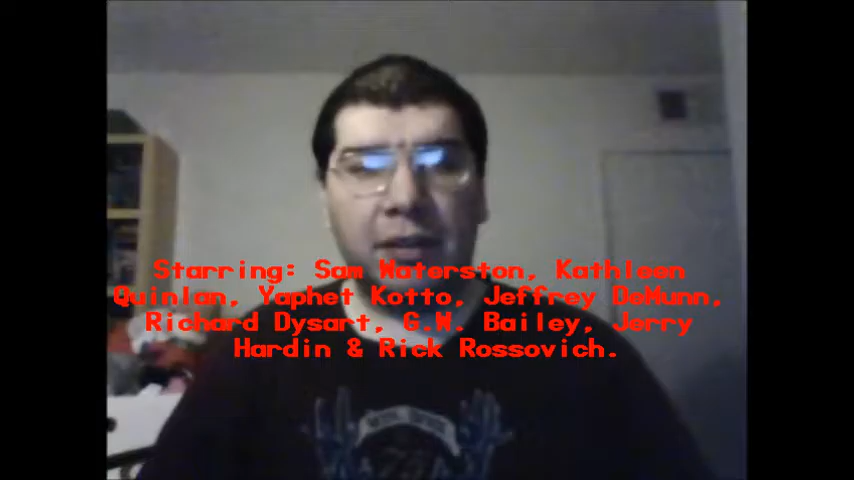 Starring: Sam Waterston, Kathleen
Quinlan, Yaphet Kotto, Jeffrey DeMunn,
Richard Dysart, G.W. Bailey, Jerry
Hardin & Rick Rossovich.